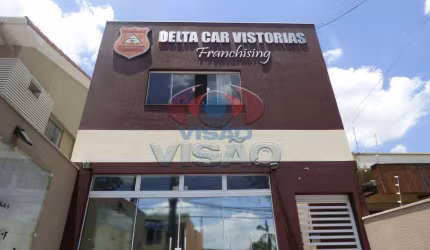 DELTA CAR VISTORIAS
Franchising
VISÃO
VISÃO